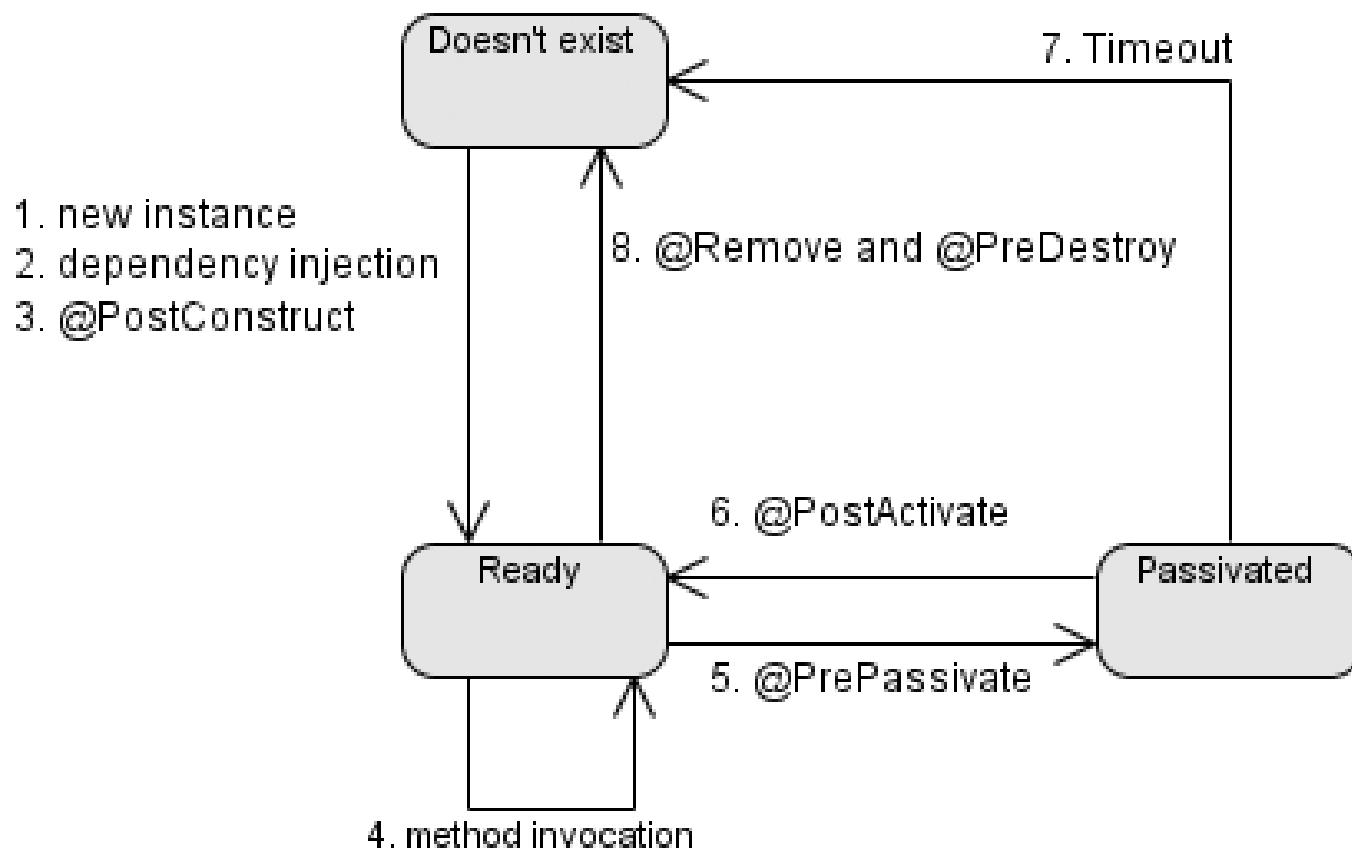 Doesn't exist
7. Timeout
1. new instance
2. dependency injection
3. @PostConstruct
8. @Remove and @PreDestroy
6. @PostActivate
Ready
Passivated
5. @PrePassivate
4. method invocation